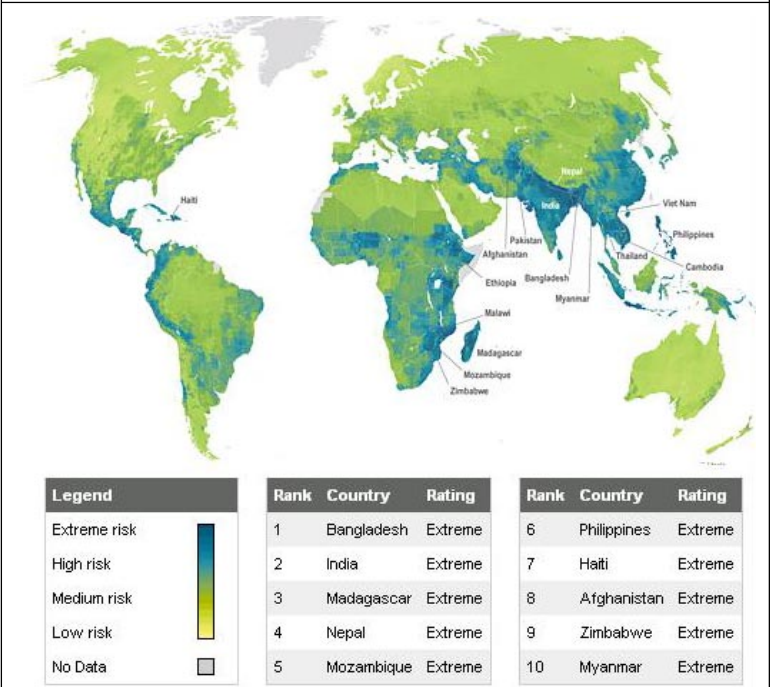 Haiti
Nepal
India
Viet Nam
Philippines
Pakistan
Thailand
Afghanistan
Cambodia
Bangladesh
Ethiopia
Myanmar
Malawi
Madagascar
Mozambique
Zimbabwe
Legend
Extreme risk
High risk
Medium risk
Low risk
No Data
Rank Country Rating
1 Bangladesh Extreme
2 India Extreme
3 Madagascar Extreme
4 Nepal Extreme
5 Mozambique Extreme
Rank Country Rating
6 Philippines Extreme
7 Haiti Extreme
8 Afghanistan Extreme
9 Zimbabwe Extreme
10 Myanmar Extreme